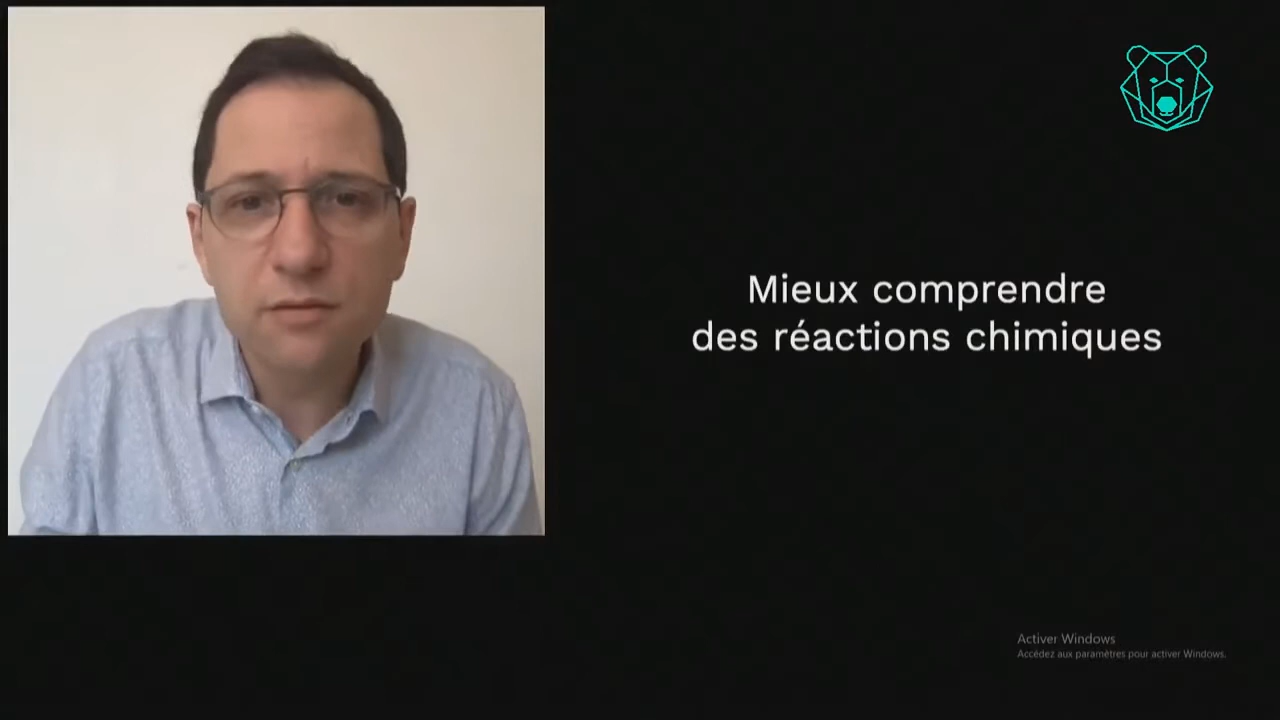 Mieux comprendre
des réactions chimiques
Activer Windows
Accédez aux paramètres pour activer Windows.